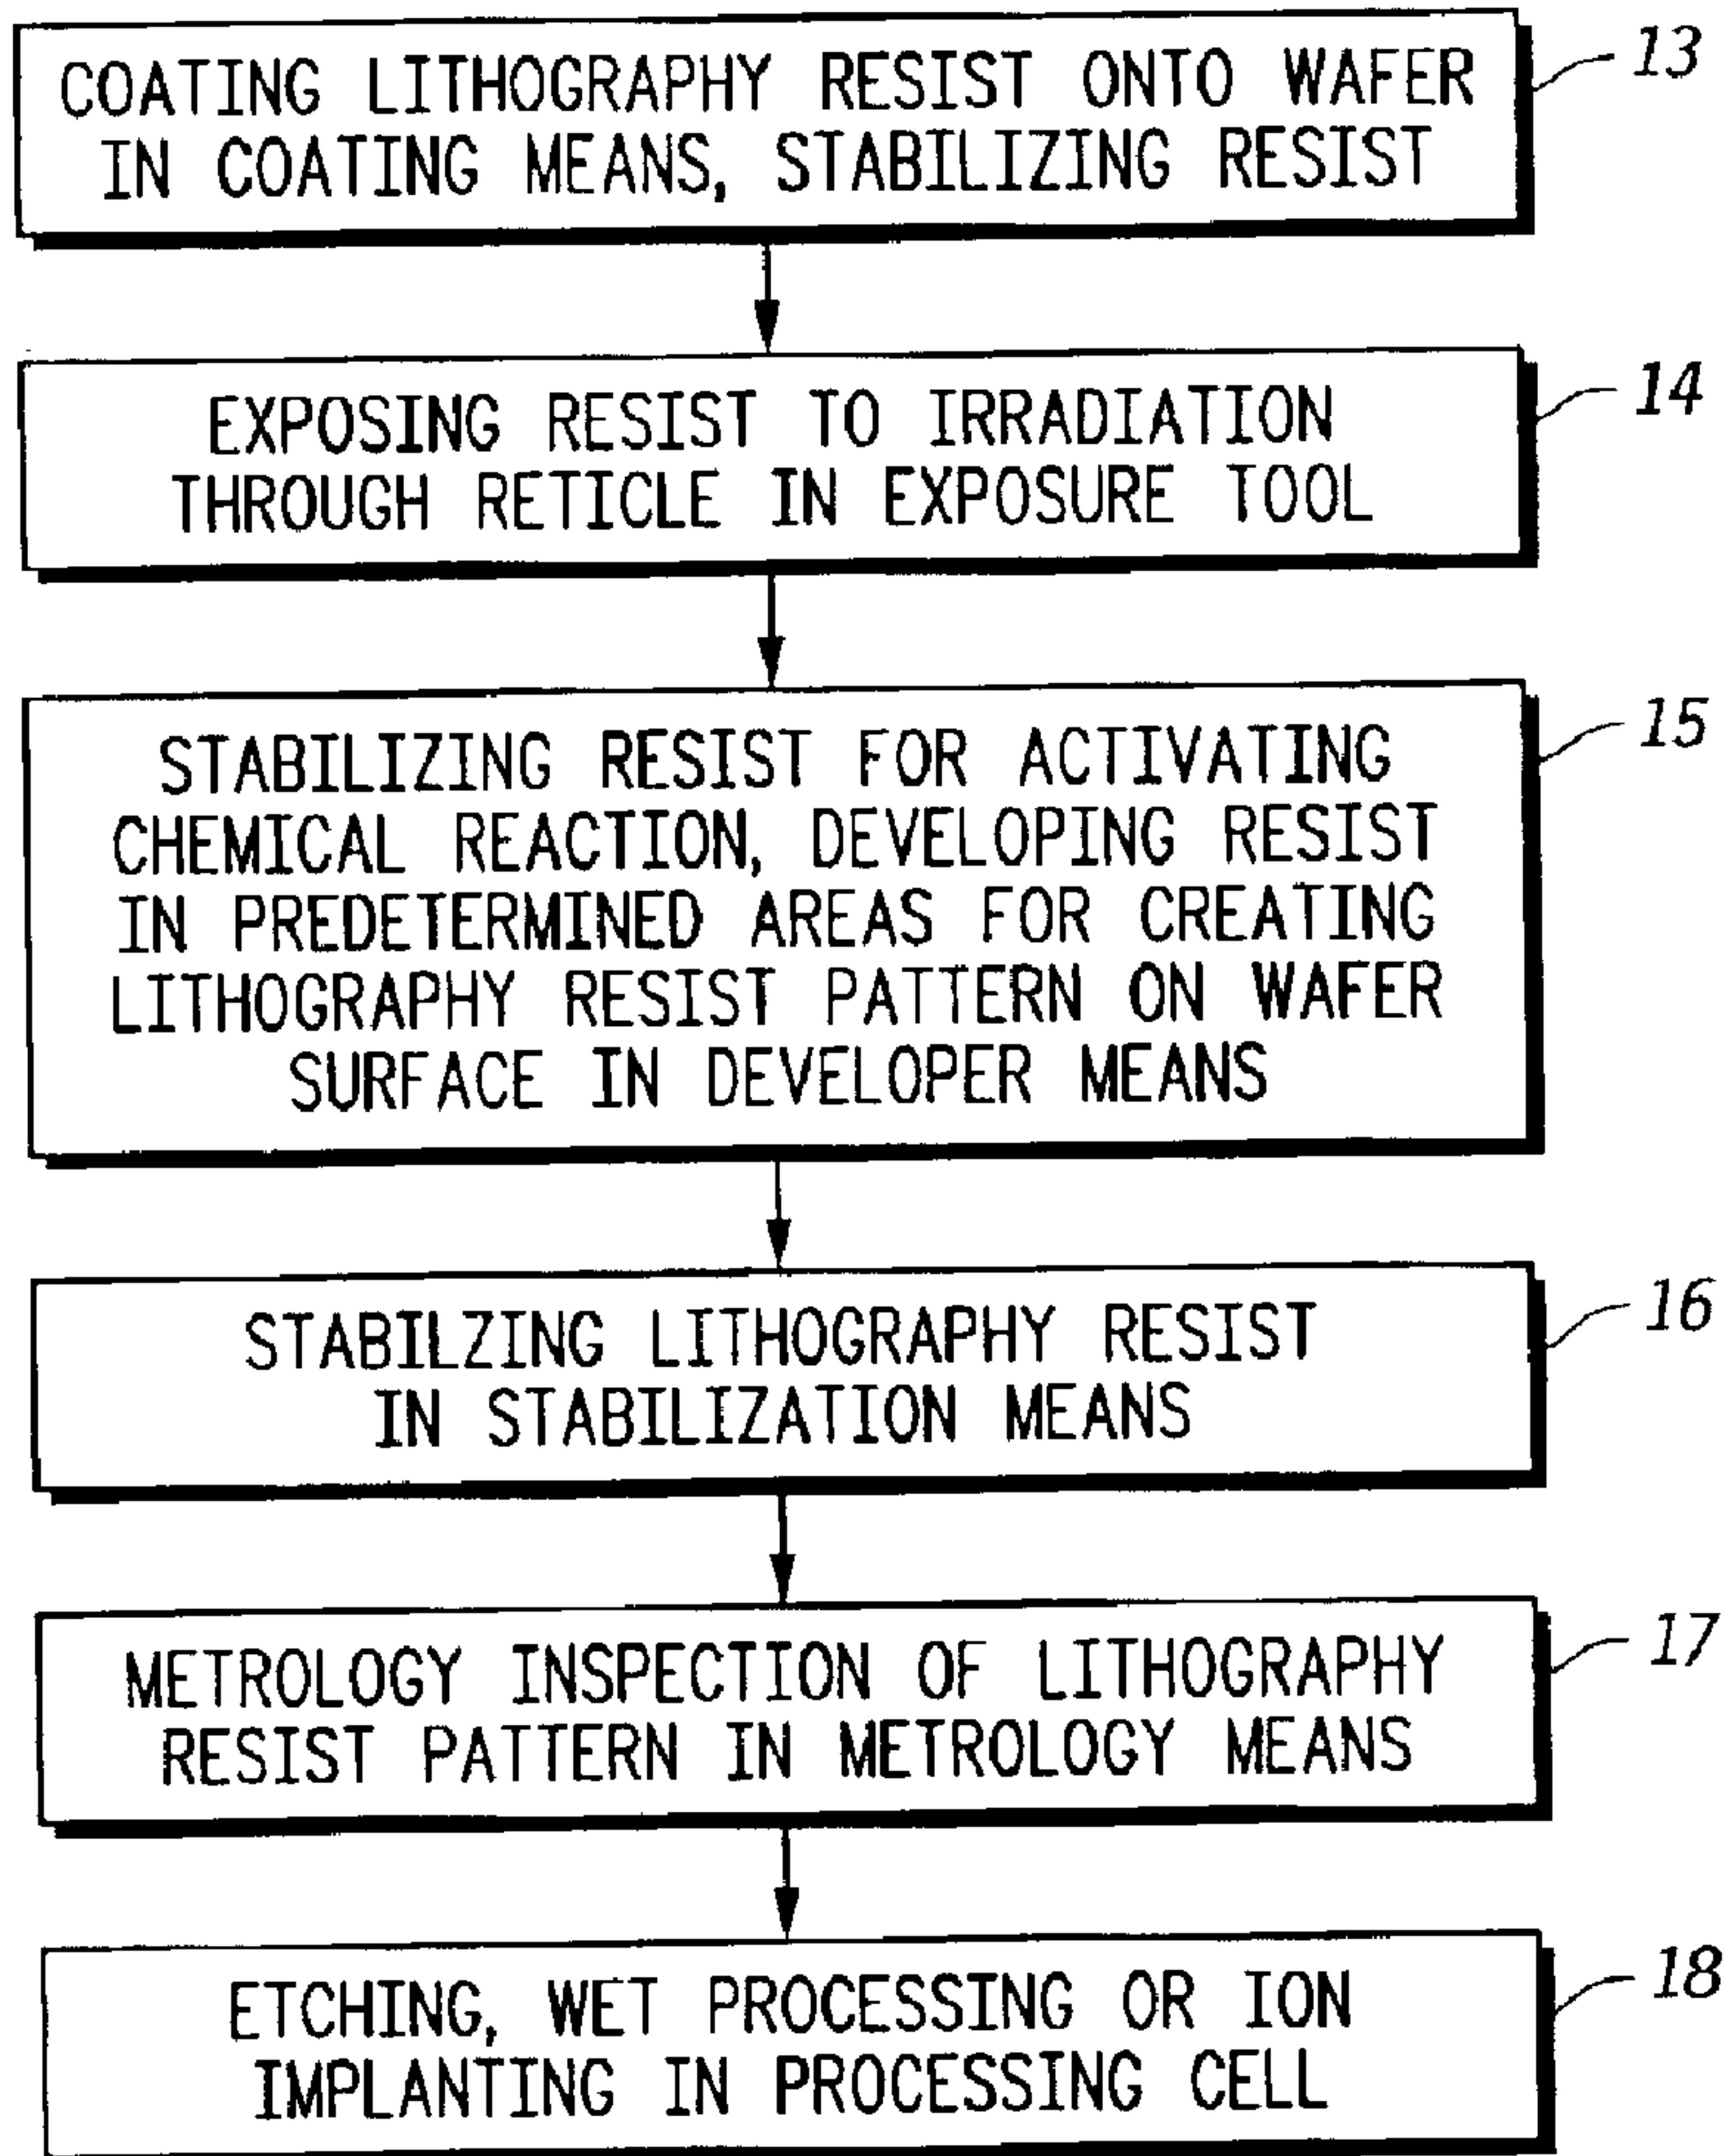 COATING LITHOGRAPHY RESIST ONTO WAFER
IN COATING MEANS, STABILIZING RESIST
13
EXPOSING RESIST TO IRRADIATION
THROUGH RETICLE IN EXPOSURE TOOL
14
STABILIZING RESIST FOR ACTIVATING
CHEMICAL REACTION, DEVELOPING RESIST
IN PREDETERMINED AREAS FOR CREATING
LITHOGRAPHY RESIST PATTERN ON WAFER
SURFACE IN DEVELOPER MEANS
15
STABILZING LITHOGRAPHY RESIST
IN STABILIZATION MEANS
16
METROLOGY INSPECTION OF LITHOGRAPHY
RESIST PATTERN IN METROLOGY MEANS
17
ETCHING, WET PROCESSING OR ION
IMPLANTING IN PROCESSING CELL
18